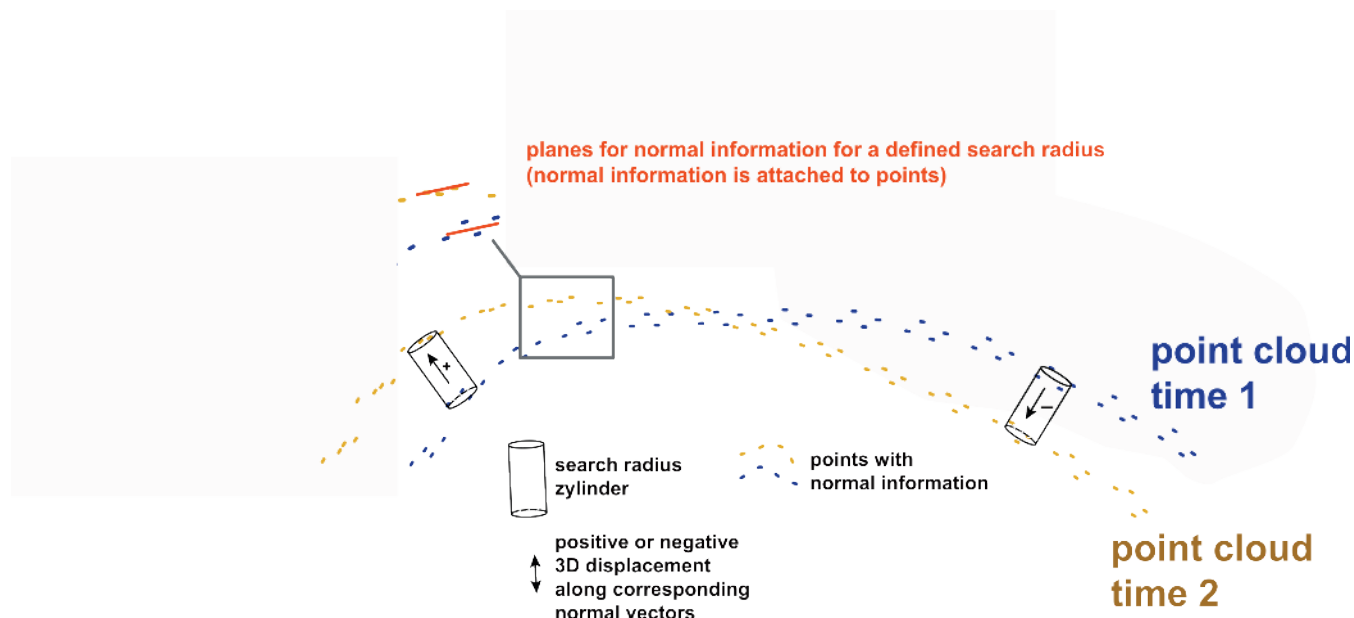 planes for normal information for a defined search radius
(normal information is attached to points)
point cloud
time 1
+
–
search radius
zylinder
points with
normal information
positive or negative
3D displacement
along corresponding
normal vectors
point cloud
time 2